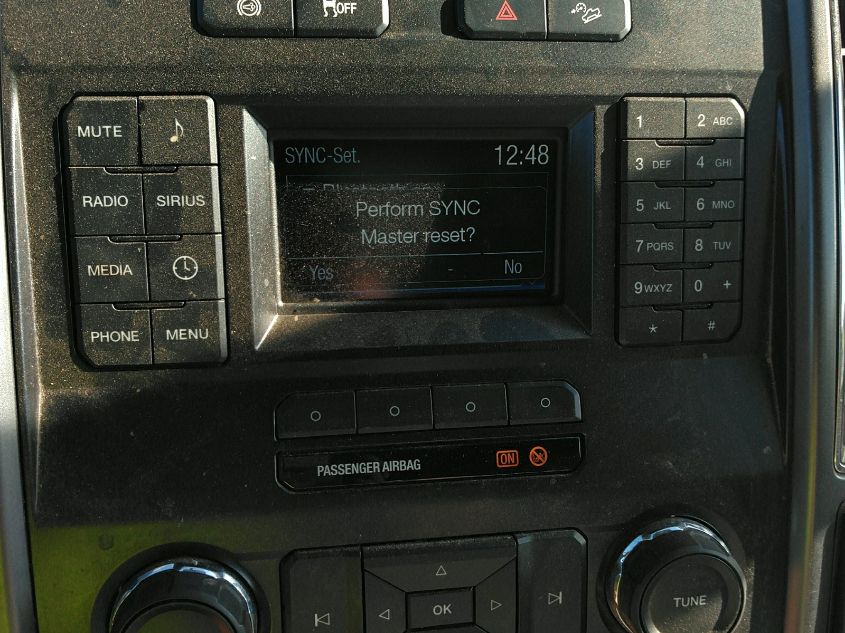 OFF
MUTE
RADIO SIRIUS
MEDIA
PHONE MENU
SYNC-Set. 12:48
Perform SYNC
Master reset?
Yes - No
1 2 ABC
3 DEF 4 GHI
5 JKL 6 MNO
7 PQRS 8 TUV
9 WXYZ 0 +
* #
PASSENGER AIRBAG ON
OK
TUNE